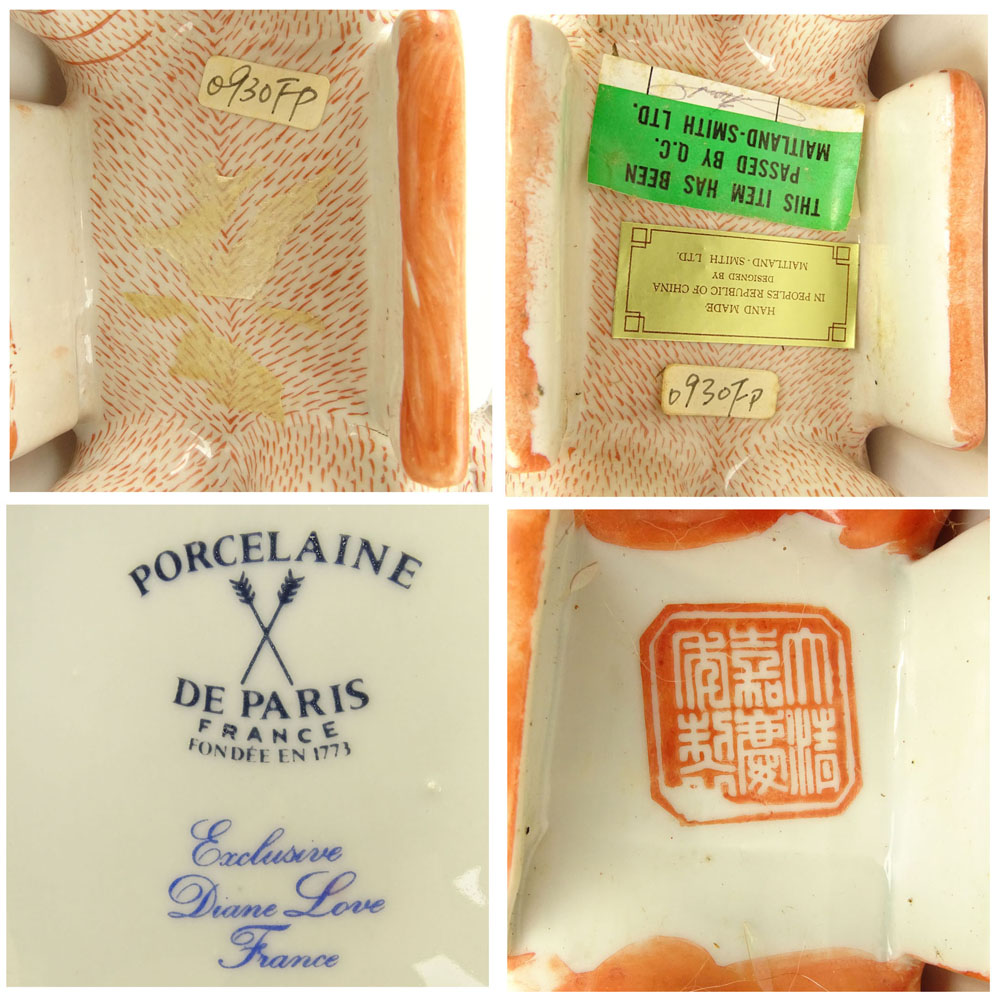 0930FP
THIS ITEM HAS BEEN
PASSED BY Q.C.
MAITLAND-SMITH LTD.
HAND MADE
IN PEOPLES REPUBLIC OF CHINA
DESIGNED BY
MAITLAND-SMITH LTD.
0930FP
PORCELAINE
DE PARIS
FRANCE
FONDÉE EN 1773
Exclusive
Diane Love
France
大清
嘉慶
年製